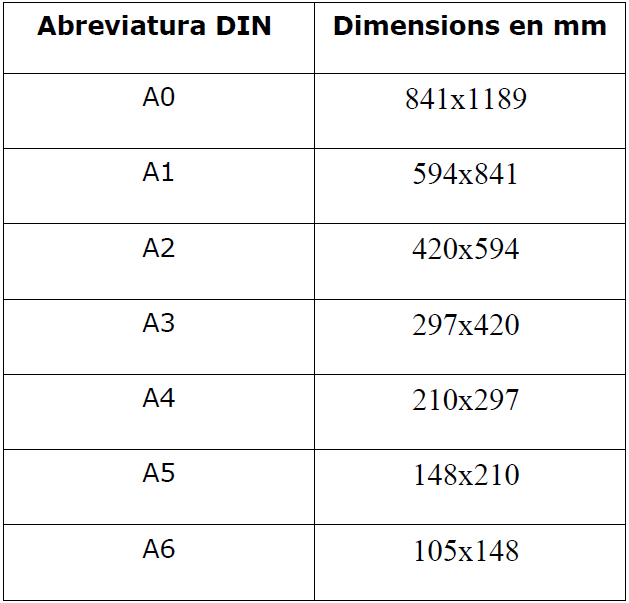 Abreviatura DIN Dimensions en mm
A0 841x1189
A1 594x841
A2 420x594
A3 297x420
A4 210x297
A5 148x210
A6 105x148